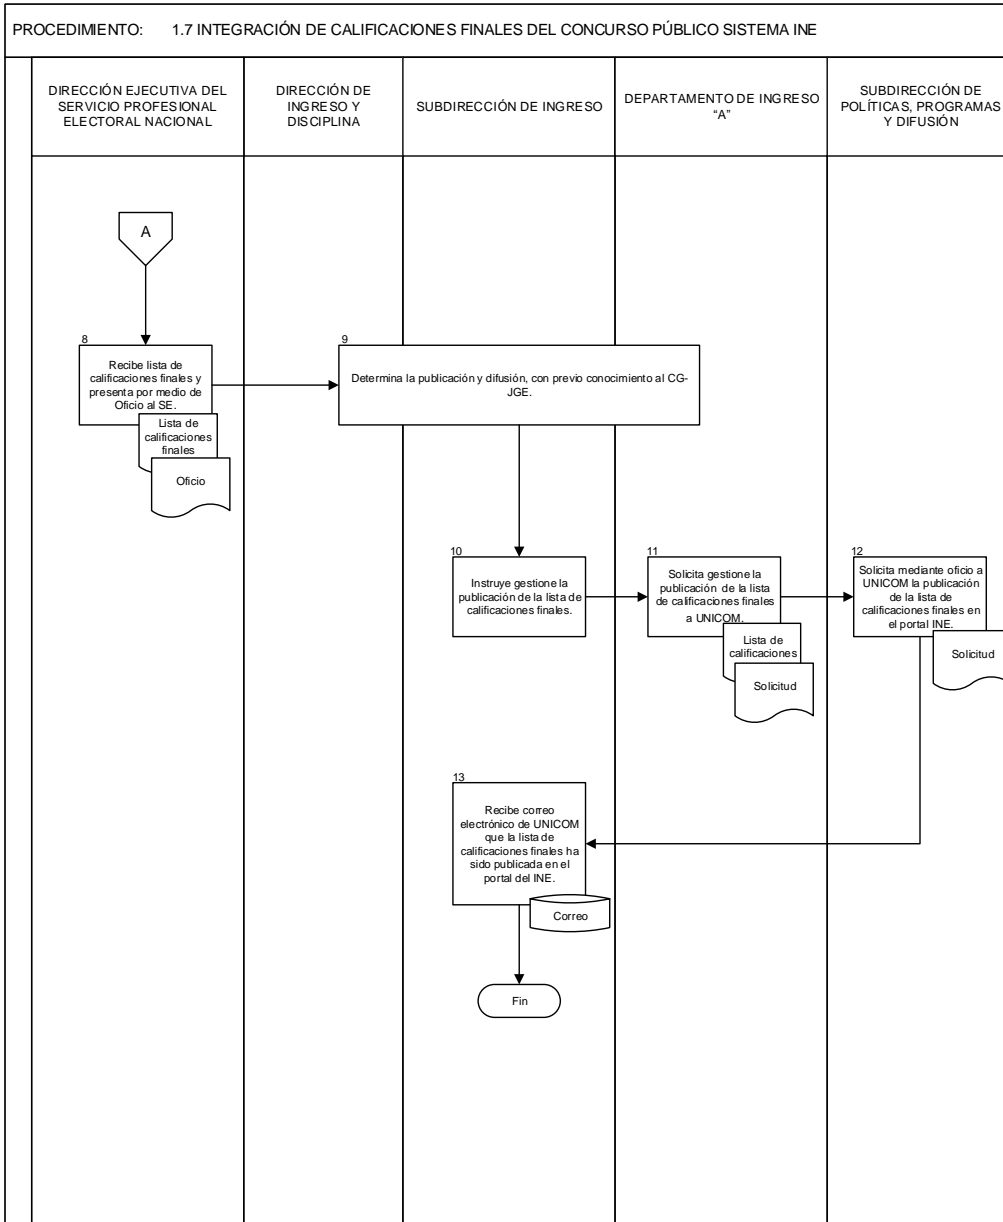 PROCEDIMIENTO: 1.7 INTEGRACIÓN DE CALIFICACIONES FINALES DEL CONCURSO PÚBLICO SISTEMA INE
DIRECCIÓN EJECUTIVA DEL
SERVICIO PROFESIONAL
ELECTORAL NACIONAL
DIRECCIÓN DE
INGRESO Y
DISCIPLINA
SUBDIRECCIÓN DE INGRESO
DEPARTAMENTO DE INGRESO
"A"
SUBDIRECCIÓN DE
POLÍTICAS, PROGRAMAS
Y DIFUSIÓN
A
8
Recibe lista de
calificaciones finales y
presenta por medio de
Oficio al SE.
Lista de
calificaciones
finales
Oficio
9
Determina la publicación y difusión, con previo conocimiento al CG-
JGE.
10
Instruye gestione la
publicación de la lista de
calificaciones finales.
11
Solicita gestione la
publicación de la lista
de calificaciones finales
a UNICOM.
Lista de
calificaciones
Solicitud
12
Solicita mediante oficio a
UNICOM la publicación
de la lista de
calificaciones finales en
el portal INE.
Solicitud
13
Recibe correo
electrónico de UNICOM
que la lista de
calificaciones finales ha
sido publicada en el
portal del INE.
Correo
Fin